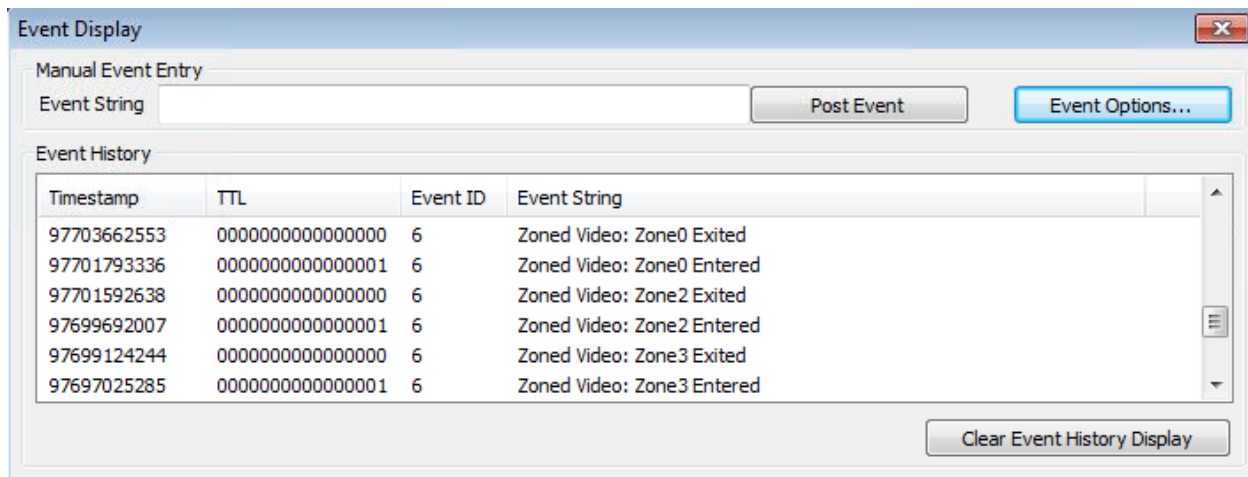 Event Display
Manual Event Entry
Event String Post Event Event Options...
Event History
Timestamp TTL Event ID Event String
97703662553 0000000000000000 6 Zoned Video: Zone0 Exited
97701793336 0000000000000001 6 Zoned Video: Zone0 Entered
97701592638 0000000000000000 6 Zoned Video: Zone2 Exited
97699692007 0000000000000001 6 Zoned Video: Zone2 Entered
97699124244 0000000000000000 6 Zoned Video: Zone3 Exited
97697025285 0000000000000001 6 Zoned Video: Zone3 Entered
Clear Event History Display